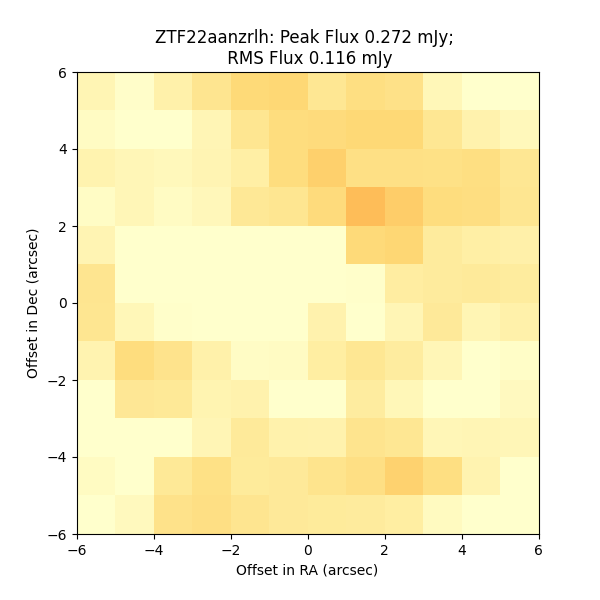 ZTF22aanzrlh: Peak Flux 0.272 mJy;
RMS Flux 0.116 mJy
6
4
2
0
−2
−4
−6
Offset in Dec (arcsec)
−6 −4 −2 0 2 4 6
Offset in RA (arcsec)